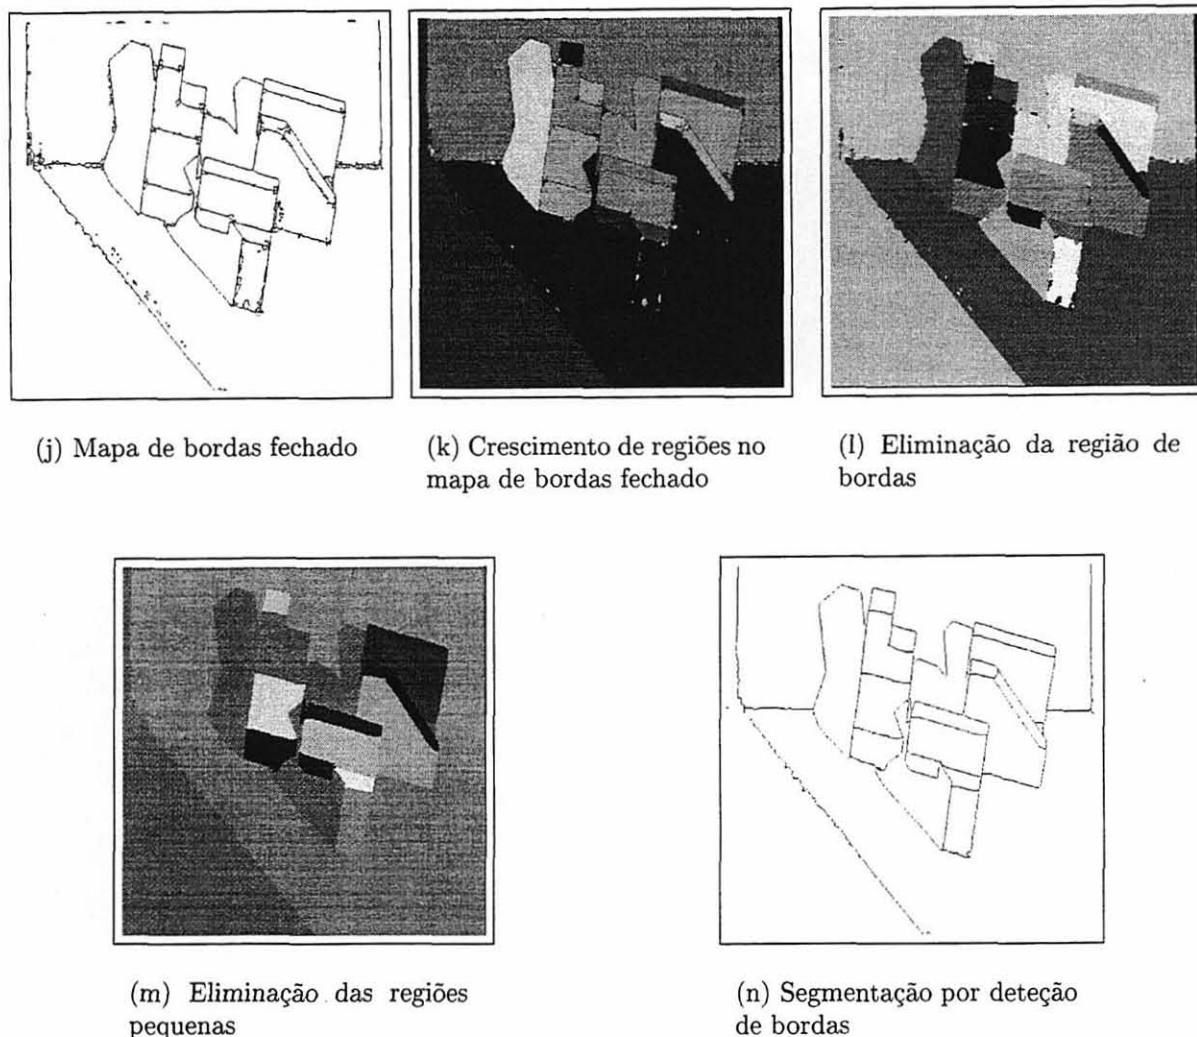 (j) Mapa de bordas fechado
(k) Crescimento de regiões no
mapa de bordas fechado
(l) Eliminação da região de
bordas
(m) Eliminação das regiões
pequenas
(n) Segmentação por deteção
de bordas